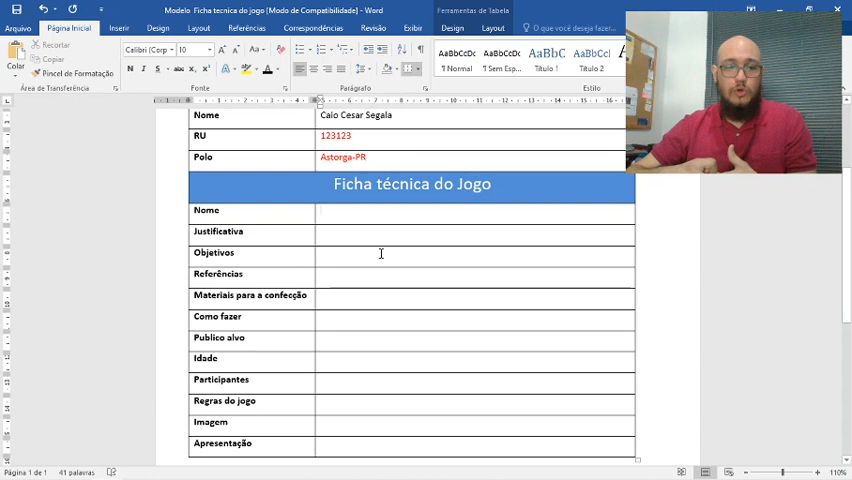 Modelo Ficha tecnica do jogo [Modo de Compatibilidade] - Word
Ferramentas de Tabela
Arquivo Página Inicial Inserir Design Layout Referências Correspondências Revisão Exibir Design Layout O que você deseja fazer...
Recortar
Copiar
Pincel de Formatação
Colar
Calibri (Corp 10
N I S abc
AaBbCcDc AaBbCcDc AaBbC AaBbCcI
¶ Normal ¶ Sem Esp... Título 1 Título 2
Área de Transferência Fonte Parágrafo Estilo
Nome Caio Cesar Segala
RU 123123
Polo Astorga-PR
Ficha técnica do Jogo
Nome
Justificativa
Objetivos
Referências
Materiais para a confecção
Como fazer
Publico alvo
Idade
Participantes
Regras do jogo
Imagem
Apresentação
Página 1 de 1 41 palavras 110%